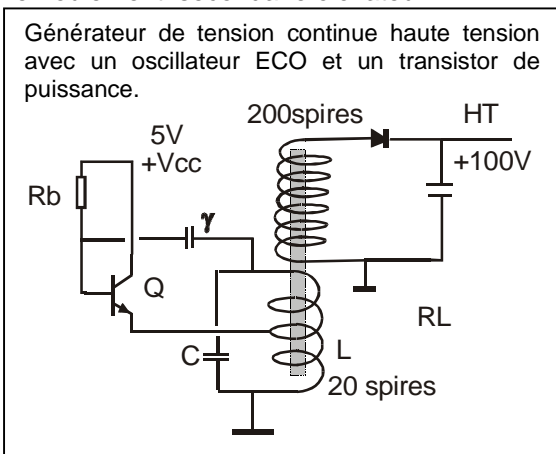 Générateur de tension continue haute tension
avec un oscillateur ECO et un transistor de
puissance.
200spires
HT
5V
+Vcc
+100V
Rb
γ
Q
RL
C
L
20 spires